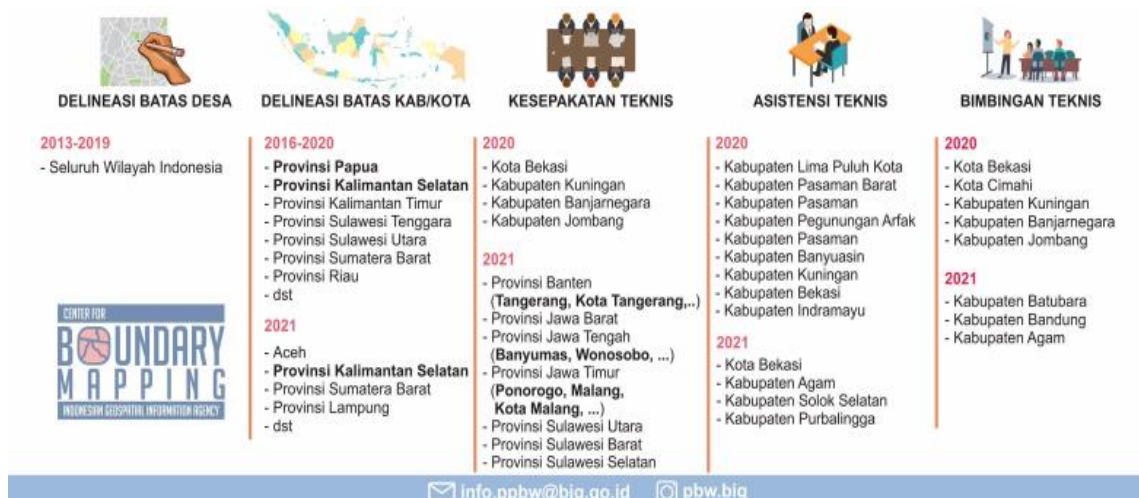 DELINEASI BATAS DESA
2013-2019
- Seluruh Wilayah Indonesia
CENTER FOR
BOUNDARY
MAPPING
INDONESIAN GEOSPATIAL INFORMATION AGENCY
DELINEASI BATAS KAB/KOTA
2016-2020
- Provinsi Papua
- Provinsi Kalimantan Selatan
- Provinsi Kalimantan Timur
- Provinsi Sulawesi Tenggara
- Provinsi Sulawesi Utara
- Provinsi Sumatera Barat
- Provinsi Riau
- dst
2021
- Aceh
- Provinsi Kalimantan Selatan
- Provinsi Sumatera Barat
- Provinsi Lampung
- dst
KESEPAKATAN TEKNIS
2020
- Kota Bekasi
- Kabupaten Kuningan
- Kabupaten Banjarnegara
- Kabupaten Jombang
2021
- Provinsi Banten
(Tangerang, Kota Tangerang,..)
- Provinsi Jawa Barat
- Provinsi Jawa Tengah
(Banyumas, Wonosobo, ...)
- Provinsi Jawa Timur
(Ponorogo, Malang,
Kota Malang, ...)
- Provinsi Sulawesi Utara
- Provinsi Sulawesi Barat
- Provinsi Sulawesi Selatan
ASISTENSI TEKNIS
2020
- Kabupaten Lima Puluh Kota
- Kabupaten Pasaman Barat
- Kabupaten Pasaman
- Kabupaten Pegunungan Arfak
- Kabupaten Pasaman
- Kabupaten Banyuasin
- Kabupaten Kuningan
- Kabupaten Bekasi
- Kabupaten Indramayu
2021
- Kota Bekasi
- Kabupaten Agam
- Kabupaten Solok Selatan
- Kabupaten Purbalingga
BIMBINGAN TEKNIS
2020
- Kota Bekasi
- Kota Cimahi
- Kabupaten Kuningan
- Kabupaten Banjarnegara
- Kabupaten Jombang
2021
- Kabupaten Batubara
- Kabupaten Bandung
- Kabupaten Agam
info.ppbw@big.go.id pbw.big